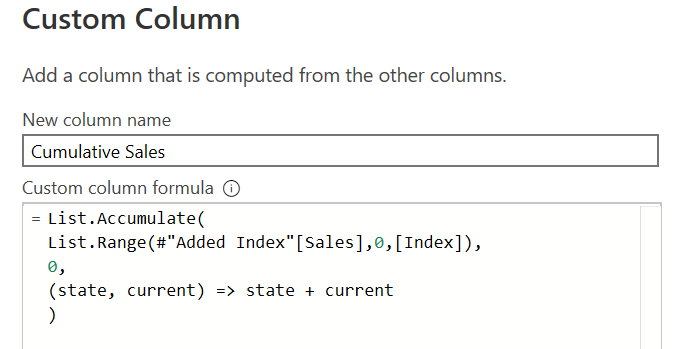 Custom Column
Add a column that is computed from the other columns.
New column name
Cumulative Sales
Custom column formula
= List.Accumulate(
List.Range(#"Added Index"[Sales],0,[Index]),
0,
(state, current) => state + current
)